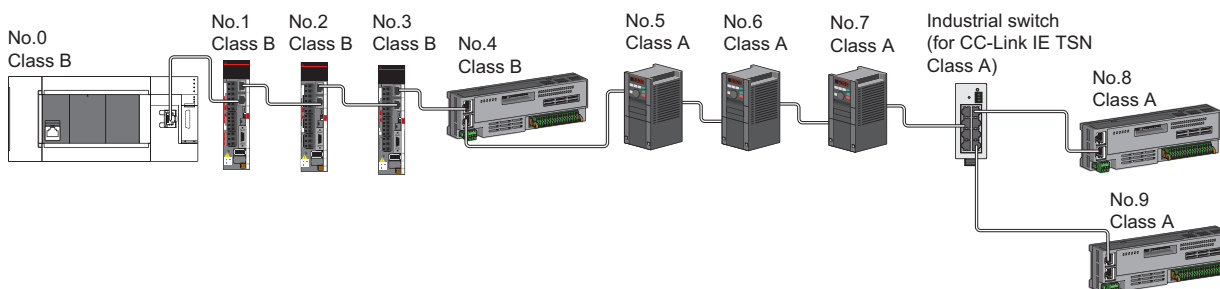 No.0
Class B
No.1
Class B
No.2
Class B
No.3
Class B
No.4
Class B
No.5
Class A
No.6
Class A
No.7
Class A
Industrial switch
(for CC-Link IE TSN
Class A)
No.8
Class A
No.9
Class A